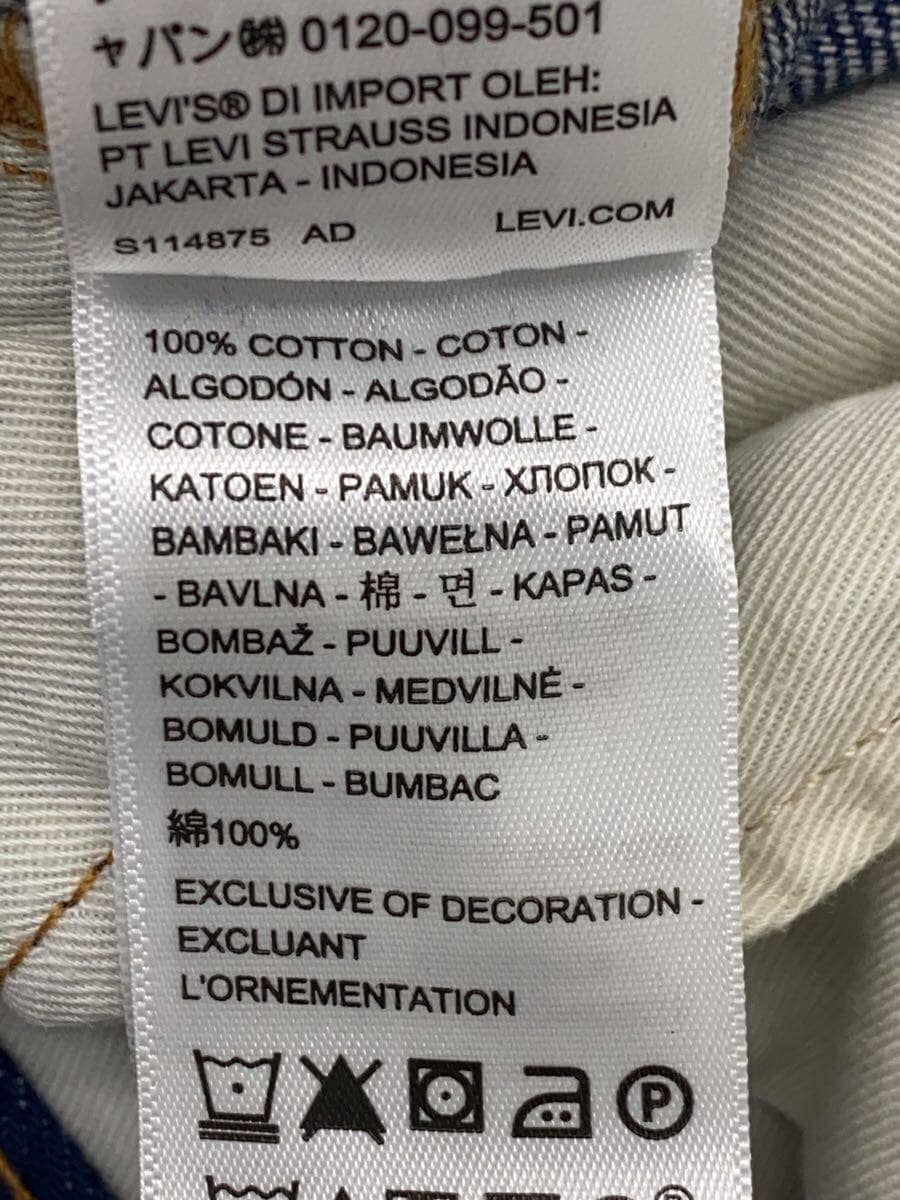 ャパン㈱ 0120-099-501
LEVI'S® DI IMPORT OLEH:
PT LEVI STRAUSS INDONESIA
JAKARTA - INDONESIA
S114875 AD LEVI.COM
100% COTTON - COTON -
ALGODÓN - ALGODÃO -
COTONE - BAUMWOLLE -
KATOEN - PAMUK - ХЛОПОК -
BAMBAKI - BAWEŁNA - PAMUT
- BAVLNA - 棉 - 면 - KAPAS -
BOMBAŽ - PUUVILL -
KOKVILNA - MEDVILNĖ -
BOMULD - PUUVILLA -
BOMULL - BUMBAC
綿100%
EXCLUSIVE OF DECORATION -
EXCLUANT
L'ORNEMENTATION
P